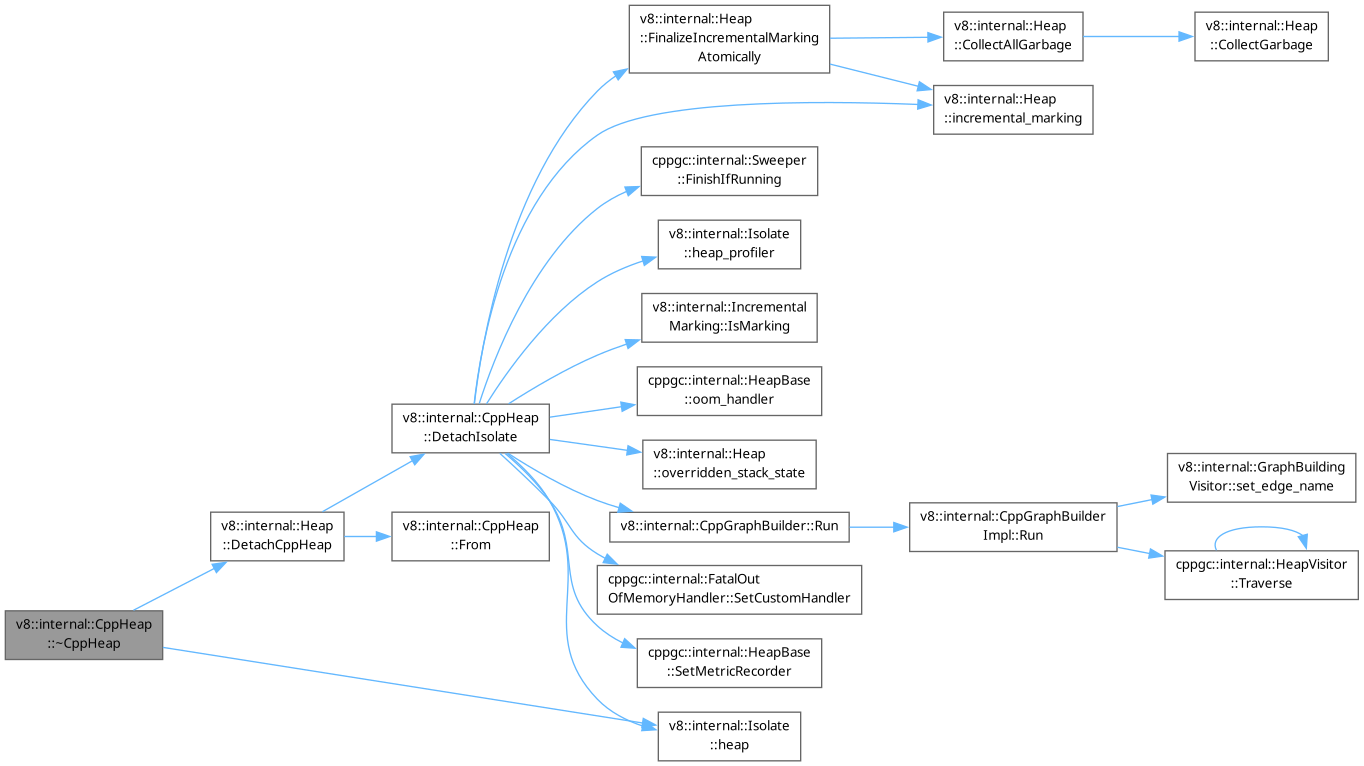 v8::internal::Heap
::FinalizeIncrementalMarking
Atomically
v8::internal::Heap
::CollectAllGarbage
v8::internal::Heap
::CollectGarbage
v8::internal::Heap
::incremental_marking
cppgc::internal::Sweeper
::FinishIfRunning
v8::internal::Isolate
::heap_profiler
v8::internal::Incremental
Marking::IsMarking
cppgc::internal::HeapBase
::oom_handler
v8::internal::CppHeap
::DetachIsolate
v8::internal::Heap
::overridden_stack_state
v8::internal::GraphBuilding
Visitor::set_edge_name
v8::internal::Heap
::DetachCppHeap
v8::internal::CppHeap
::From
v8::internal::CppGraphBuilder::Run
v8::internal::CppGraphBuilder
Impl::Run
cppgc::internal::HeapVisitor
::Traverse
cppgc::internal::FatalOut
OfMemoryHandler::SetCustomHandler
v8::internal::CppHeap
::~CppHeap
cppgc::internal::HeapBase
::SetMetricRecorder
v8::internal::Isolate
::heap